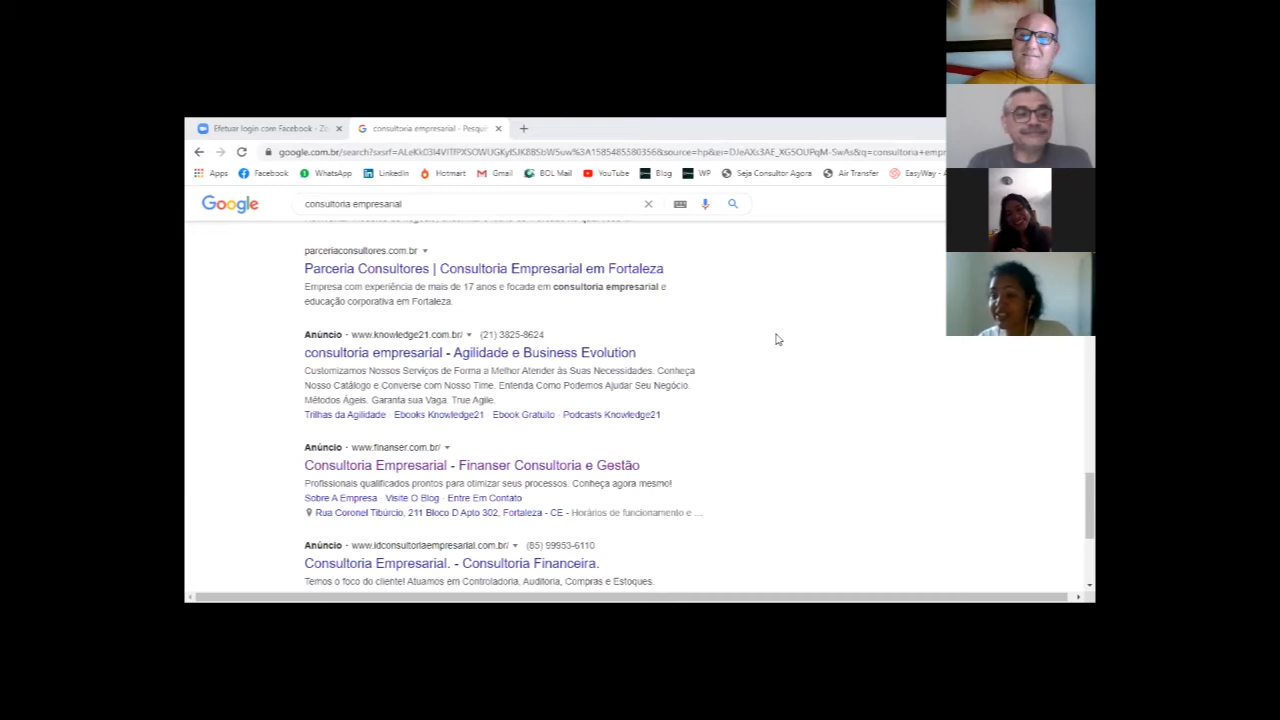 Efetuar login com Facebook - Zo
consultoria empresarial - Pesqui
Apps Facebook WhatsApp LinkedIn Hotmart Gmail BOL Mail YouTube Blog WP Seja Consultor Agora Air Transfer EasyWay - A
Google consultoria empresarial
parceriaconsultores.com.br
Parceria Consultores | Consultoria Empresarial em Fortaleza
Empresa com experiência de mais de 17 anos e focada em consultoria empresarial e
educação corporativa em Fortaleza.
Anúncio · www.knowledge21.com.br/ (21) 3825-8624
consultoria empresarial - Agilidade e Business Evolution
Customizamos Nossos Serviços de Forma a Melhor Atender às Suas Necessidades. Conheça
Nosso Catálogo e Converse com Nosso Time. Entenda Como Podemos Ajudar Seu Negócio.
Métodos Ágeis. Garanta sua Vaga. True Agile.
Trilhas da Agilidade · Ebooks Knowledge21 · Ebook Gratuito · Podcasts Knowledge21
Anúncio · www.finanser.com.br/
Consultoria Empresarial - Finanser Consultoria e Gestão
Profissionais qualificados prontos para otimizar seus processos. Conheça agora mesmo!
Sobre A Empresa · Visite O Blog · Entre Em Contato
Rua Coronel Tibúrcio, 211 Bloco D Apto 302, Fortaleza - CE - Horários de funcionamento e ...
Anúncio · www.idconsultoriaempresarial.com.br/ (85) 99953-6110
Consultoria Empresarial. - Consultoria Financeira.
Temos o foco do cliente! Atuamos em Controladoria, Auditoria, Compras e Estoques.